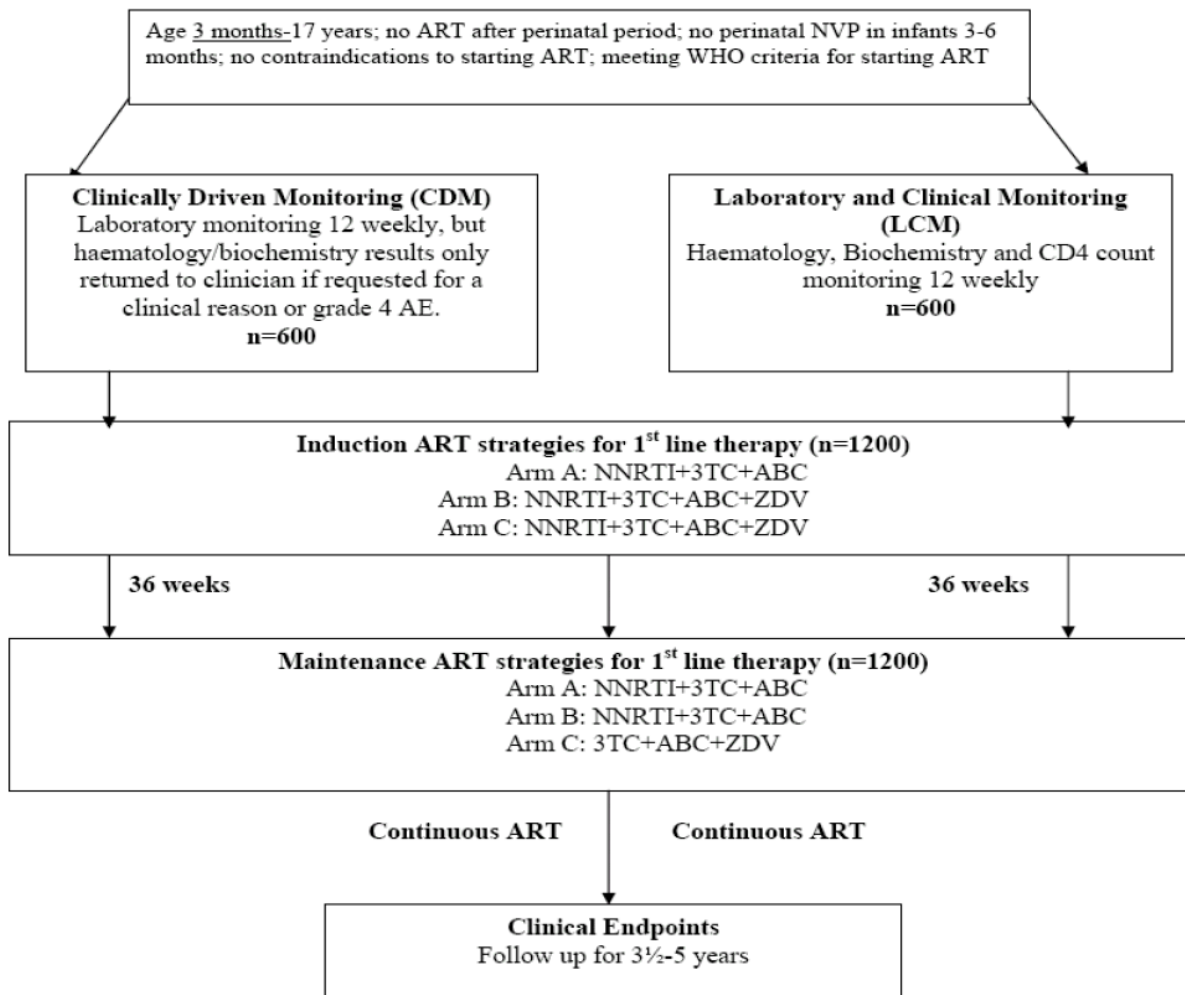 Age 3 months-17 years; no ART after perinatal period; no perinatal NVP in infants 3-6
months; no contraindications to starting ART; meeting WHO criteria for starting ART
Clinically Driven Monitoring (CDM)
Laboratory monitoring 12 weekly, but
haematology/biochemistry results only
returned to clinician if requested for a
clinical reason or grade 4 AE.
n=600
Laboratory and Clinical Monitoring
(LCM)
Haematology, Biochemistry and CD4 count
monitoring 12 weekly
n=600
Induction ART strategies for 1st line therapy (n=1200)
Arm A: NNRTI+3TC+ABC
Arm B: NNRTI+3TC+ABC+ZDV
Arm C: NNRTI+3TC+ABC+ZDV
36 weeks
36 weeks
Maintenance ART strategies for 1st line therapy (n=1200)
Arm A: NNRTI+3TC+ABC
Arm B: NNRTI+3TC+ABC
Arm C: 3TC+ABC+ZDV
Continuous ART
Continuous ART
Clinical Endpoints
Follow up for 3½-5 years